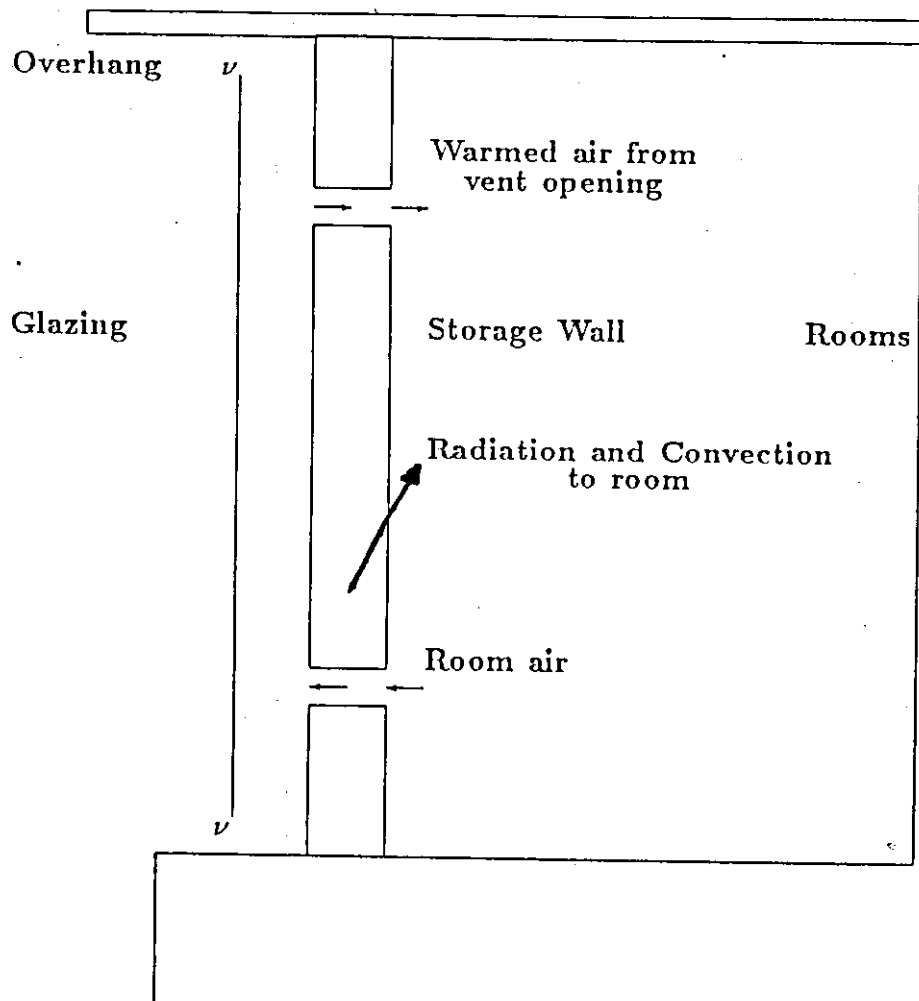 Overhang
ν
Warmed air from
vent opening
Glazing
Storage Wall
Rooms
Radiation and Convection
to room
Room air
ν